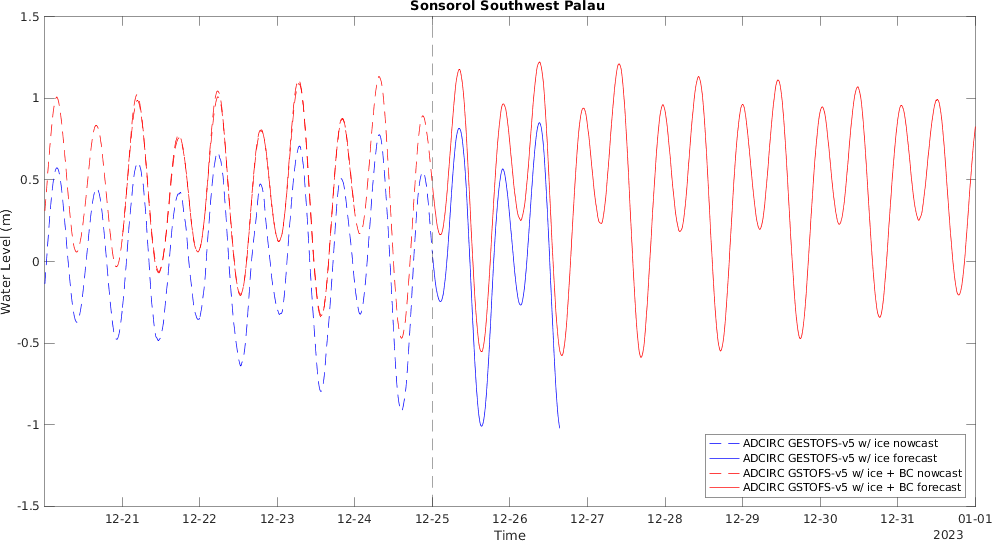 Sonsorol Southwest Palau
1.5
1
0.5
0
-0.5
-1
-1.5
Water Level (m)
12-21
12-22
12-23
12-24
12-25
12-26
12-27
12-28
12-29
12-30
12-31
01-01
Time
2023
ADCIRC GESTOFS-v5 w/ ice nowcast
ADCIRC GESTOFS-v5 w/ ice forecast
ADCIRC GSTOFS-v5 w/ ice + BC nowcast
ADCIRC GSTOFS-v5 w/ ice + BC forecast